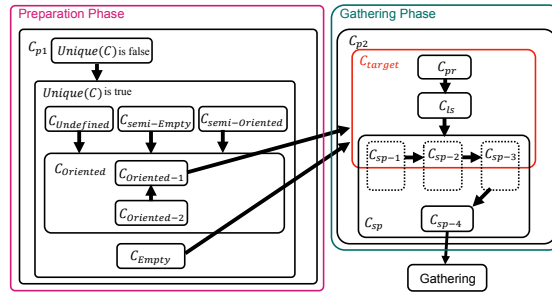 Preparation Phase
Gathering Phase
C_{p1}
Unique(C) is false
Unique(C) is true
C_{Undefined}
C_{semi-Empty}
C_{semi-Oriented}
C_{Oriented}
C_{Oriented-1}
C_{Oriented-2}
C_{Empty}
C_{p2}
C_{target}
C_{pr}
C_{ls}
C_{sp-1}
C_{sp-2}
C_{sp-3}
C_{sp}
C_{sp-4}
Gathering